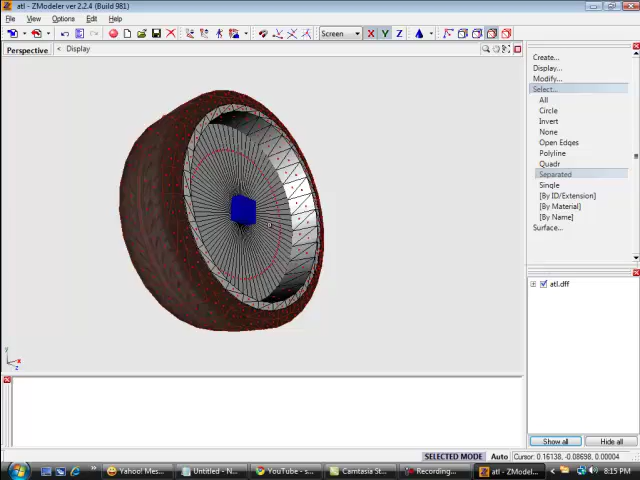 atl - ZModeler ver 2.2.4 (Build 981)
File View Options Edit Help
Screen X Y Z
Perspective < Display
Create...
Display...
Modify...
Select...
All
Circle
Invert
None
Open Edges
Polyline
Quadr
Separated
Single
[By ID/Extension]
[By Material]
[By Name]
Surface...
atl.dff
y
x
z
Show all Hide all
SELECTED MODE Auto Cursor: 0.16138, -0.08698, 0.00004
Yahoo! Mes... Untitled - N... YouTube - s... Camtasia St... Recording... atl - ZModel... 8:15 PM